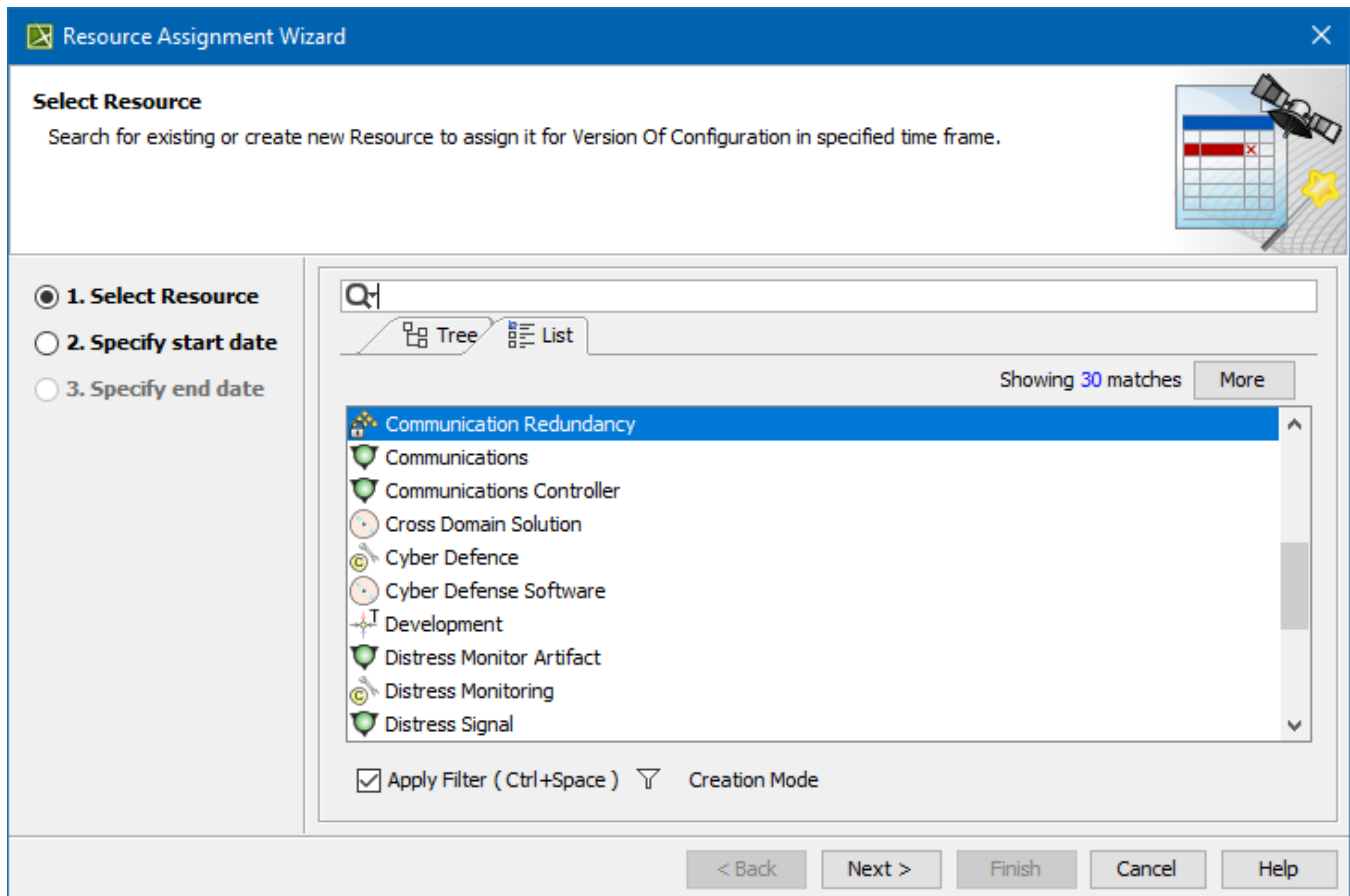 Resource Assignment Wizard
Select Resource
Search for existing or create new Resource to assign it for Version Of Configuration in specified time frame.
1. Select Resource
2. Specify start date
3. Specify end date
Tree
List
Showing 30 matches
More
Communication Redundancy
Communications
Communications Controller
Cross Domain Solution
C Cyber Defence
Cyber Defense Software
T Development
Distress Monitor Artifact
C Distress Monitoring
Distress Signal
Apply Filter ( Ctrl+Space )
Creation Mode
< Back
Next >
Finish
Cancel
Help